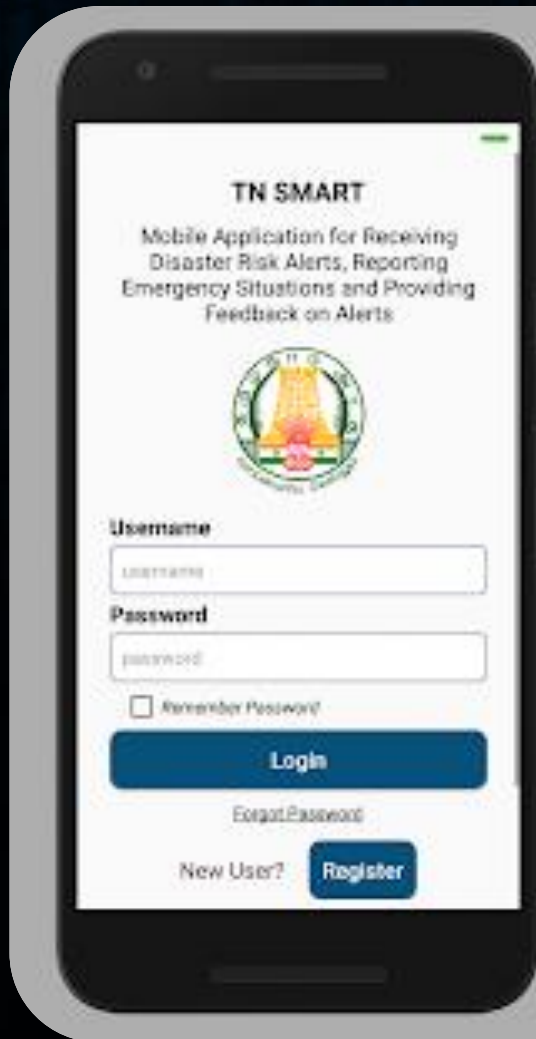 TN SMART
Mobile Application for Receiving
Disaster Risk Alerts, Reporting
Emergency Situations and Providing
Feedback on Alerts
Username
username
Password
password
Remember Password
Login
Forgot Password
New User?
Register